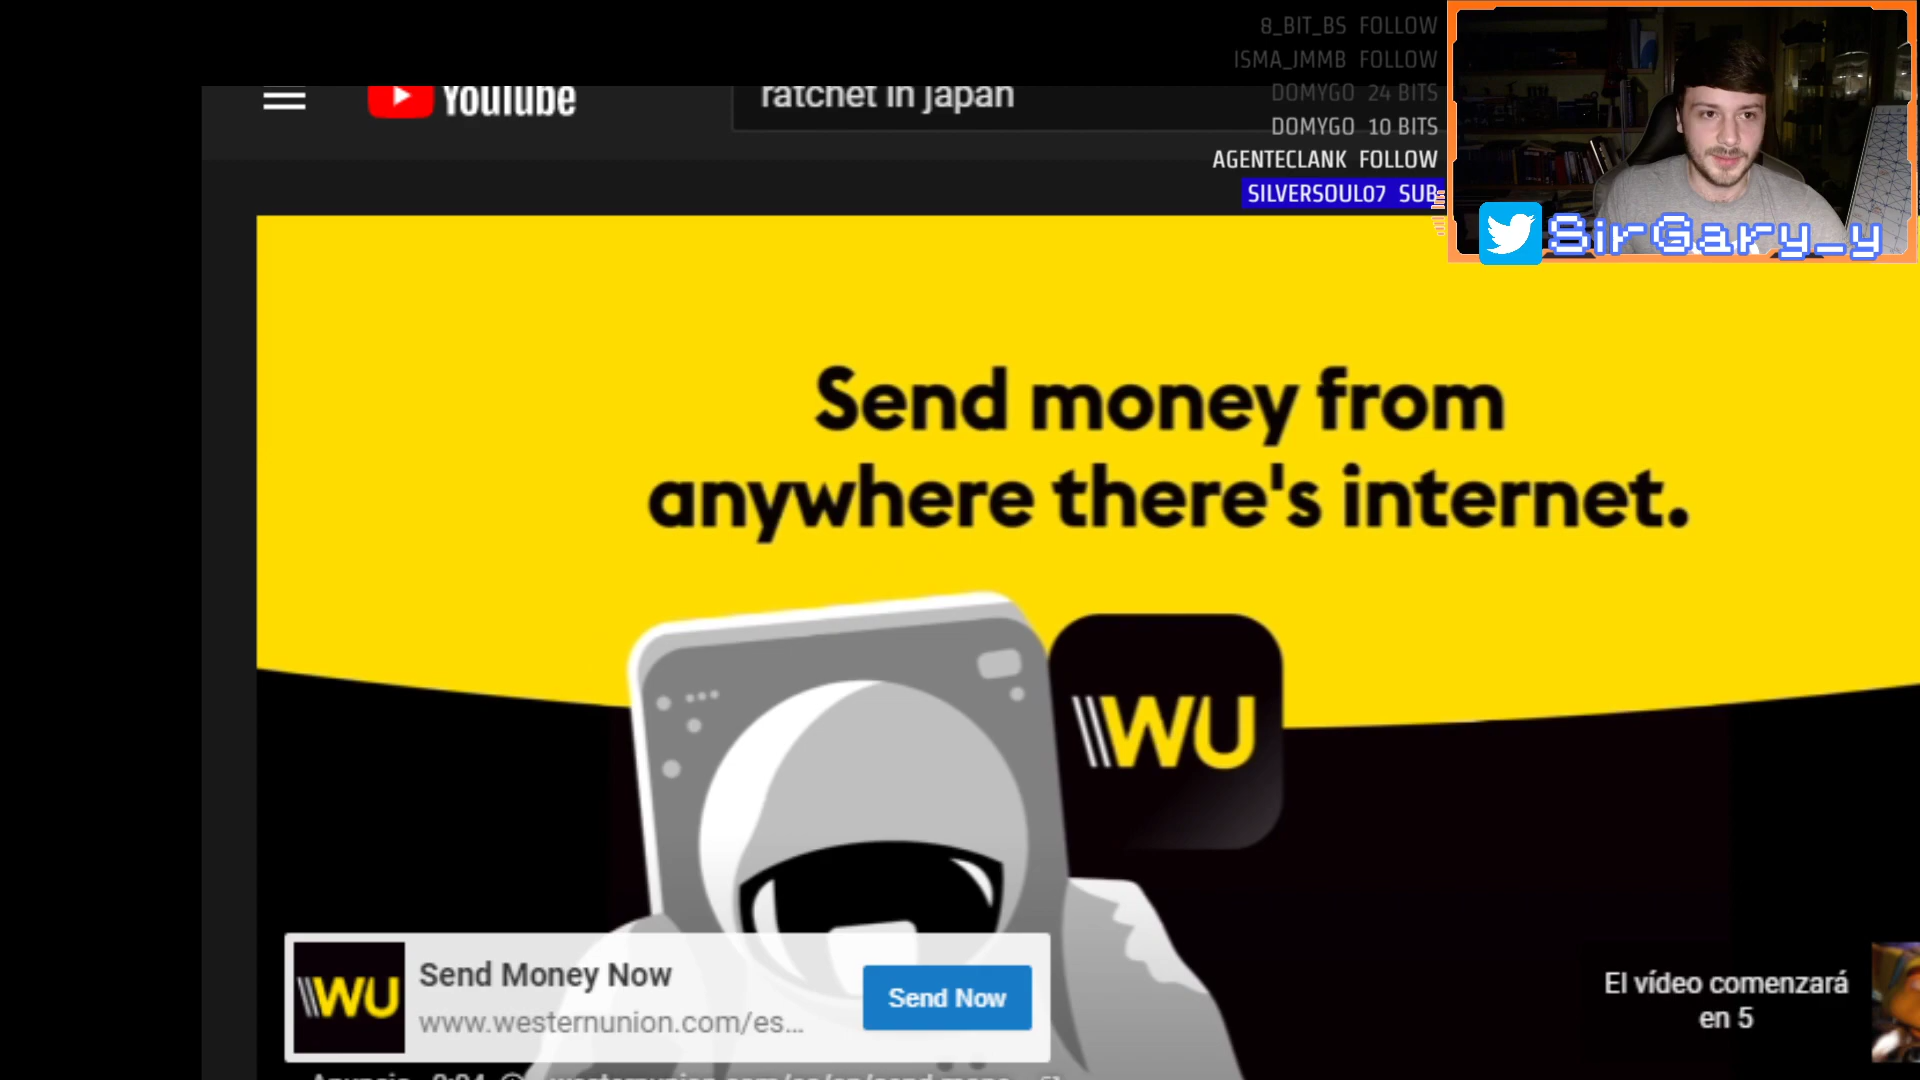 8_BIT_BS FOLLOW
ISMA_JMMB FOLLOW
DOMYGO 24 BITS
DOMYGO 10 BITS
AGENTECLANK FOLLOW
SILVERSOUL07 SUB
YouTube
ratchet in japan
SirGary_y
Send money from
anywhere there's internet.
WU
WU
Send Money Now
www.westernunion.com/es...
Send Now
El vídeo comenzará
en 5